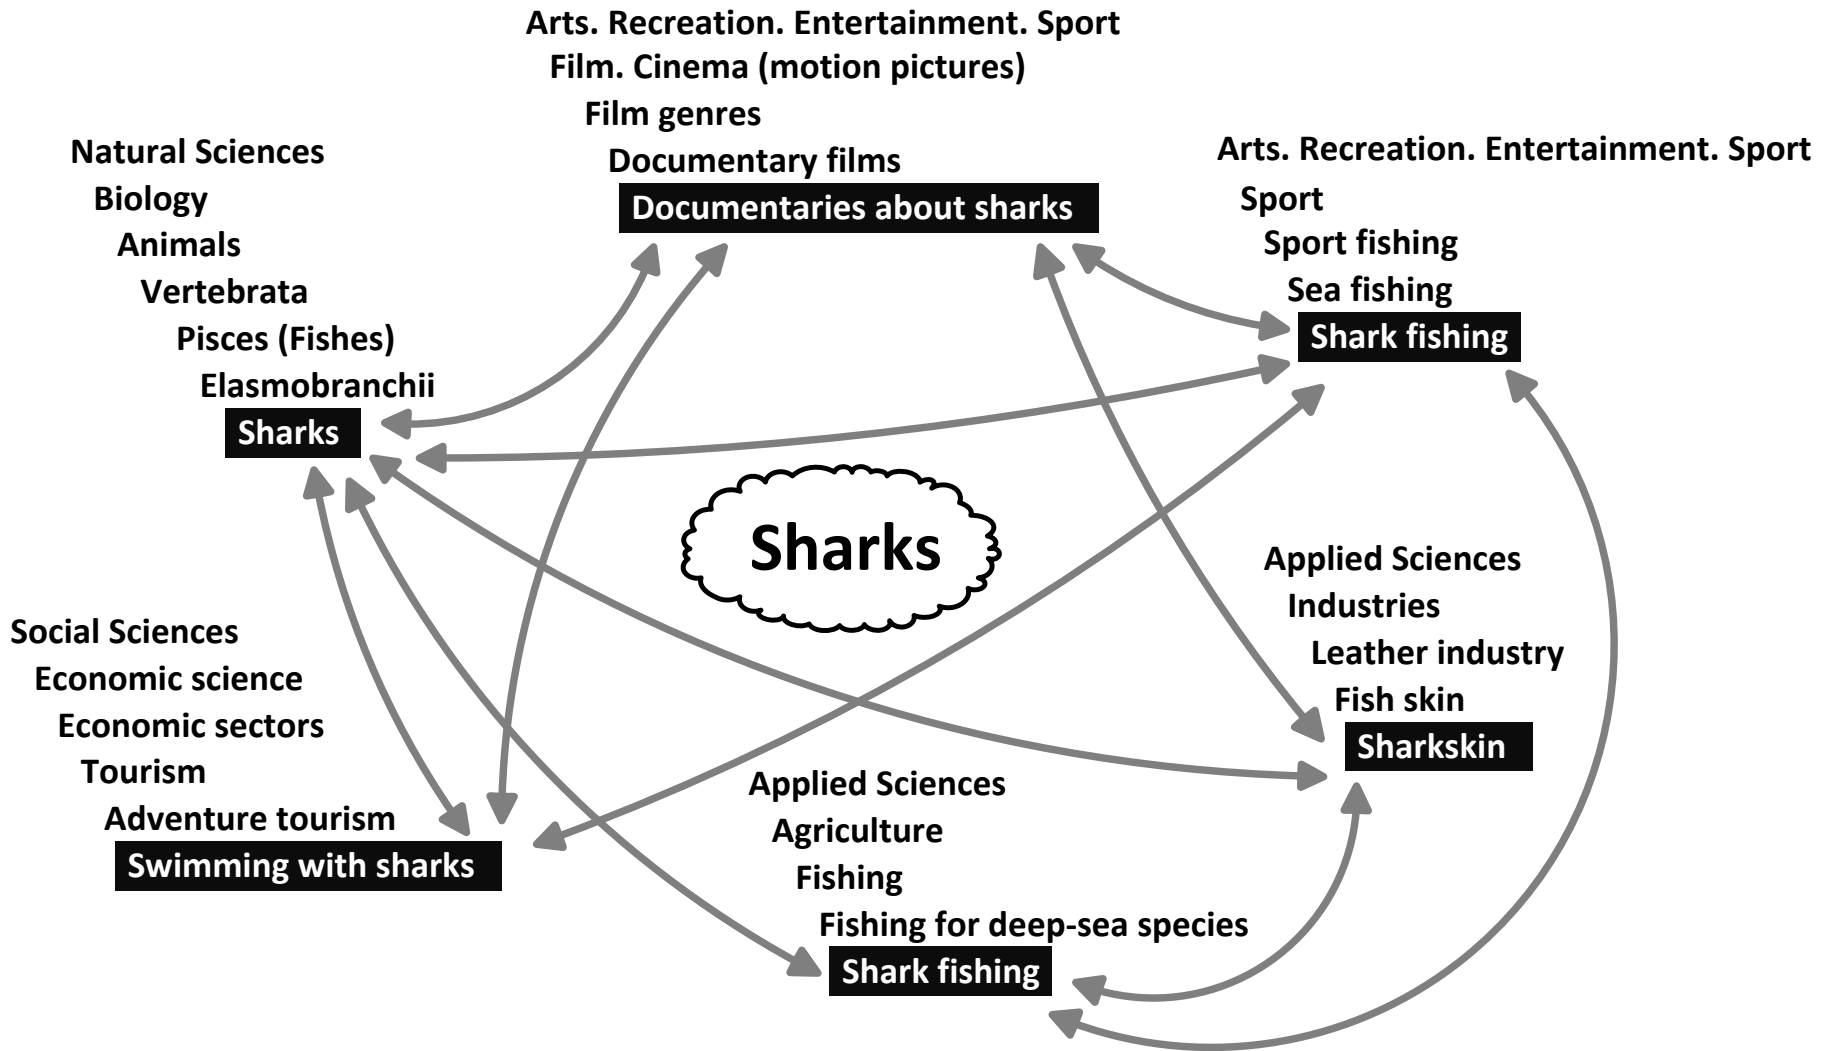 Arts. Recreation. Entertainment. Sport
Film. Cinema (motion pictures)
Film genres
Documentary films
Documentaries about sharks
Natural Sciences
Biology
Animals
Vertebrata
Pisces (Fishes)
Elasmobranchii
Sharks
Arts. Recreation. Entertainment. Sport
Sport
Sport fishing
Sea fishing
Shark fishing
Sharks
Applied Sciences
Industries
Leather industry
Fish skin
Sharkskin
Social Sciences
Economic science
Economic sectors
Tourism
Adventure tourism
Swimming with sharks
Applied Sciences
Agriculture
Fishing
Fishing for deep-sea species
Shark fishing